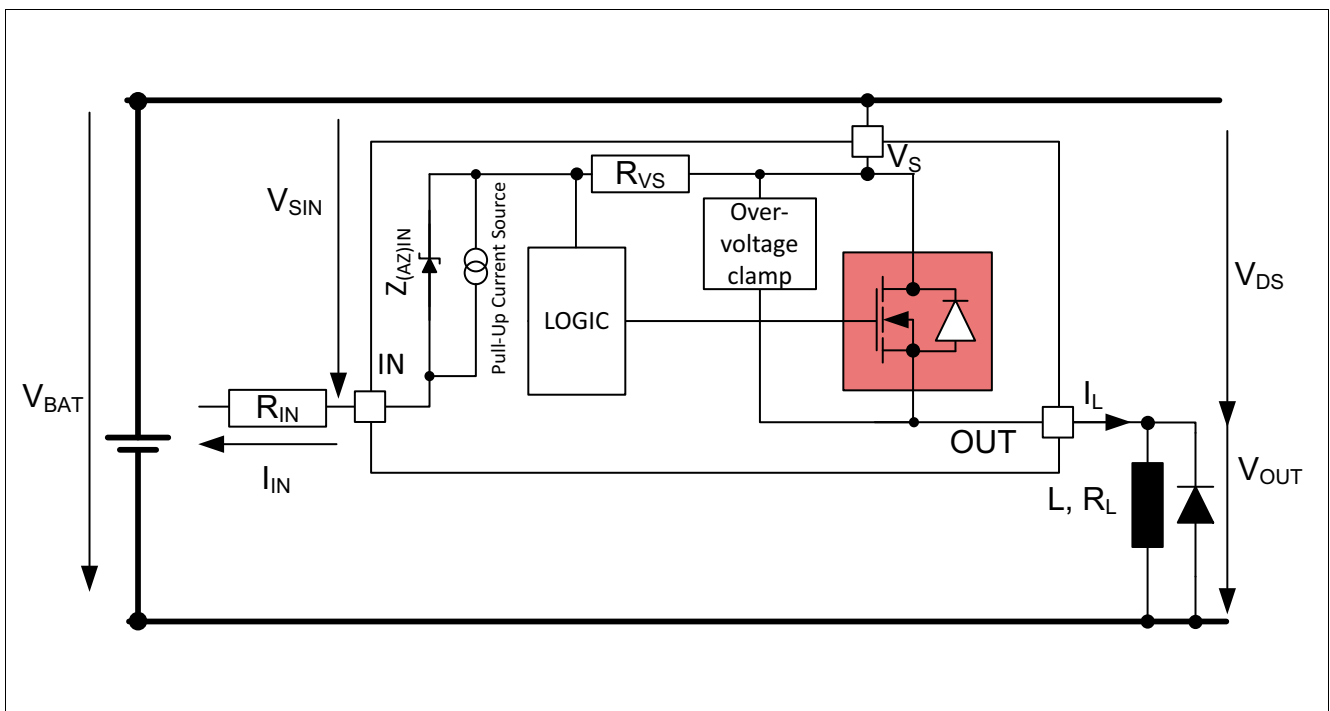 V_S
R_VS
V_SIN
Z_(AZ)IN
Pull-Up Current Source
Over-
voltage
clamp
V_DS
LOGIC
IN
V_BAT
R_IN
I_L
OUT
I_IN
L, R_L
V_OUT